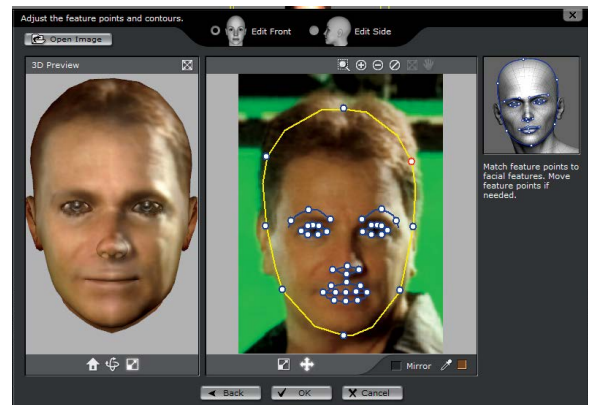 Adjust the feature points and contours.
Open Image
Edit Front
Edit Side
3D Preview
Match feature points to
facial features. Move
feature points if
needed.
Mirror
Back
OK
Cancel